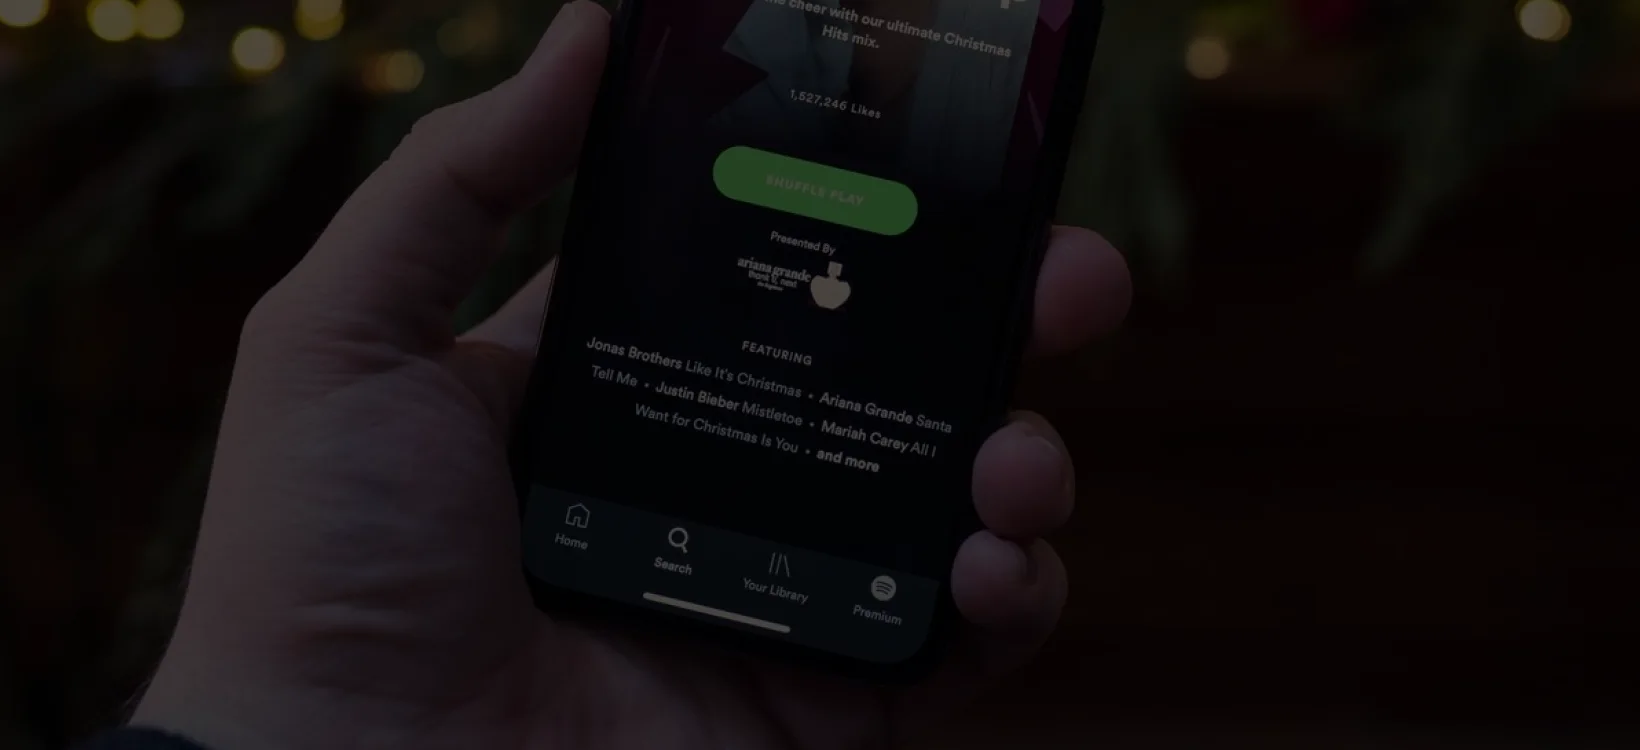 cheer with our ultimate Christmas
Hits mix.
1,527,246 Likes
SHUFFLE PLAY
Presented By
ariana grande
thank u, next
FEATURING
Jonas Brothers Like It's Christmas • Ariana Grande Santa
Tell Me • Justin Bieber Mistletoe • Mariah Carey All I
Want for Christmas Is You • and more
Home
Search
Your Library
Premium